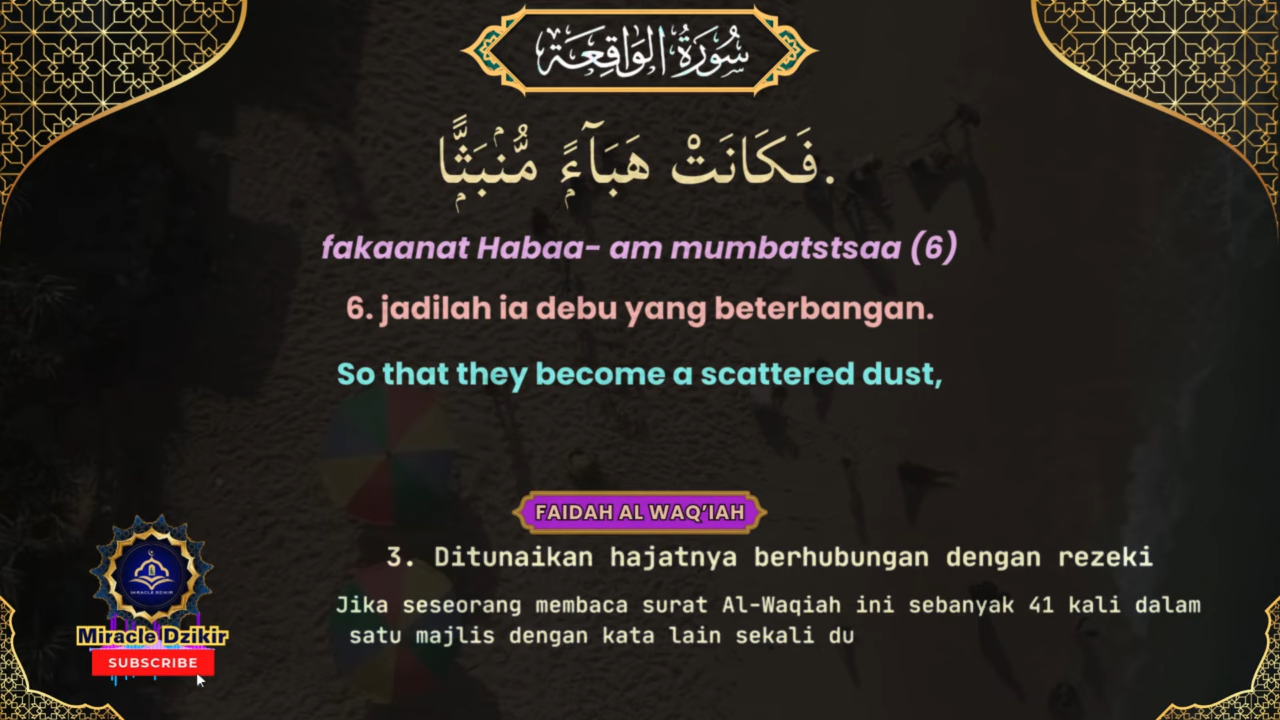 سُورَةُ الوَاقِعَة
فَكَانَتْ هَبَآءً مُّنۢبَثًّا.
fakaanat Habaa- am mumbatstsaa (6)
6. jadilah ia debu yang beterbangan.
So that they become a scattered dust,
FAIDAH AL WAQ'IAH
3. Ditunaikan hajatnya berhubungan dengan rezeki
Jika seseorang membaca surat Al-Waqiah ini sebanyak 41 kali dalam
satu majlis dengan kata lain sekali du
MIRACLE DZIKIR
Miracle Dzikir
SUBSCRIBE